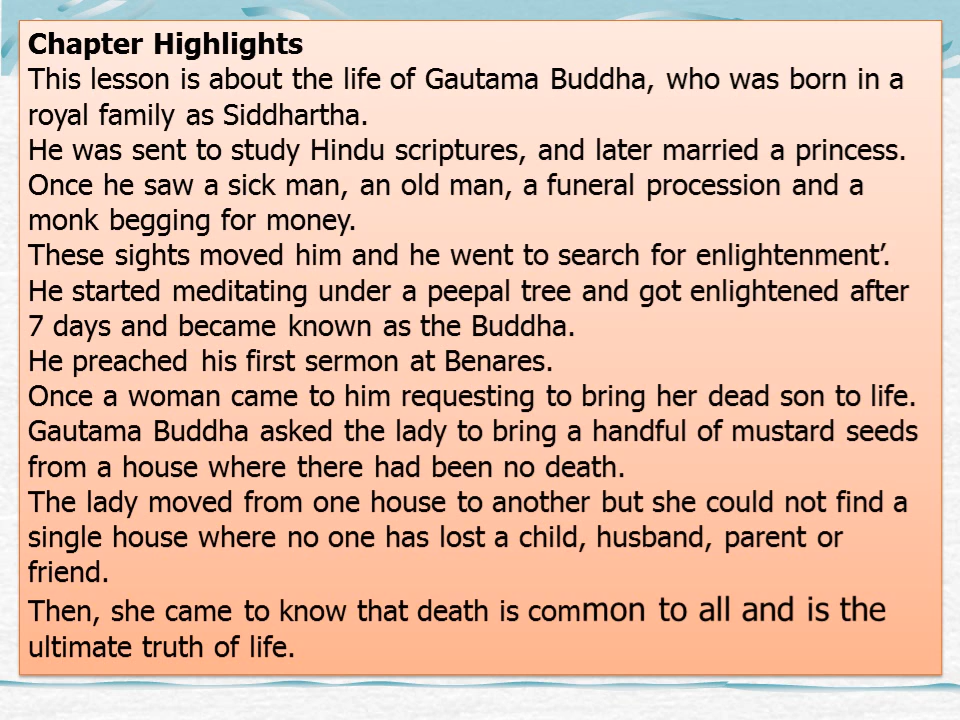 Chapter Highlights
This lesson is about the life of Gautama Buddha, who was born in a
royal family as Siddhartha.
He was sent to study Hindu scriptures, and later married a princess.
Once he saw a sick man, an old man, a funeral procession and a
monk begging for money.
These sights moved him and he went to search for enlightenment’.
He started meditating under a peepal tree and got enlightened after
7 days and became known as the Buddha.
He preached his first sermon at Benares.
Once a woman came to him requesting to bring her dead son to life.
Gautama Buddha asked the lady to bring a handful of mustard seeds
from a house where there had been no death.
The lady moved from one house to another but she could not find a
single house where no one has lost a child, husband, parent or
friend.
Then, she came to know that death is common to all and is the
ultimate truth of life.